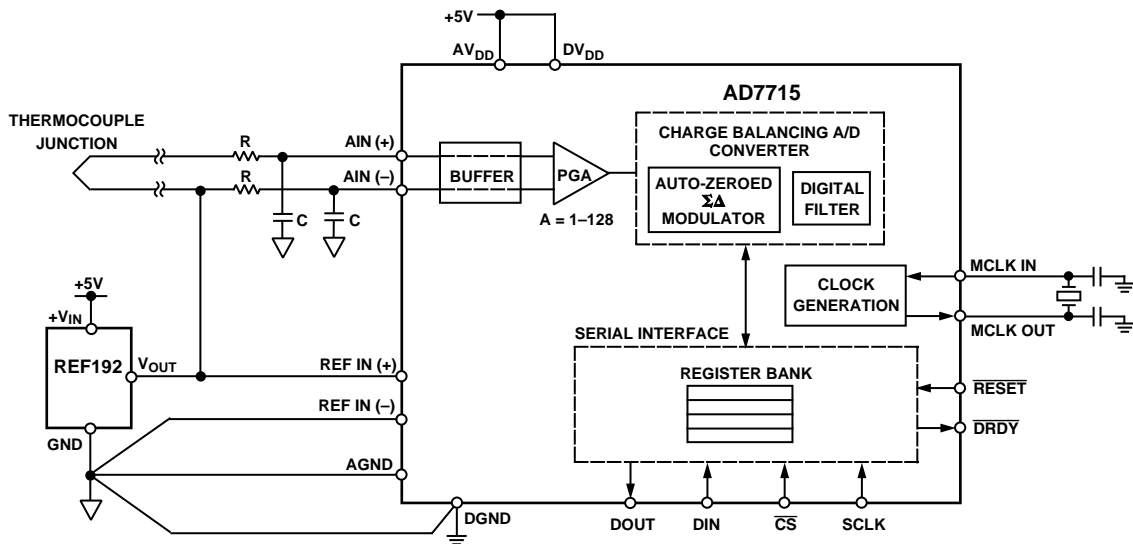 +5V
AVDD
DVDD
AD7715
THERMOCOUPLE
JUNCTION
R
AIN (+)
R
AIN (–)
BUFFER
PGA
A = 1–128
CHARGE BALANCING A/D
CONVERTER
AUTO-ZEROED
ΣΔ
MODULATOR
DIGITAL
FILTER
C
C
MCLK IN
CLOCK
GENERATION
MCLK OUT
+5V
+VIN
REF192
VOUT
GND
REF IN (+)
REF IN (–)
AGND
SERIAL INTERFACE
REGISTER BANK
RESET
DRDY
DGND
DOUT
DIN
CS
SCLK